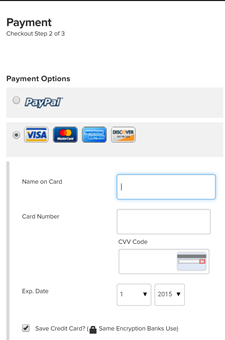 Payment
Checkout Step 2 of 3
Payment Options
PayPal
VISA MasterCard DISCOVER
Name on Card
Card Number
CVV Code
Exp. Date
1 2015
Save Credit Card? ( Same Encryption Banks Use)